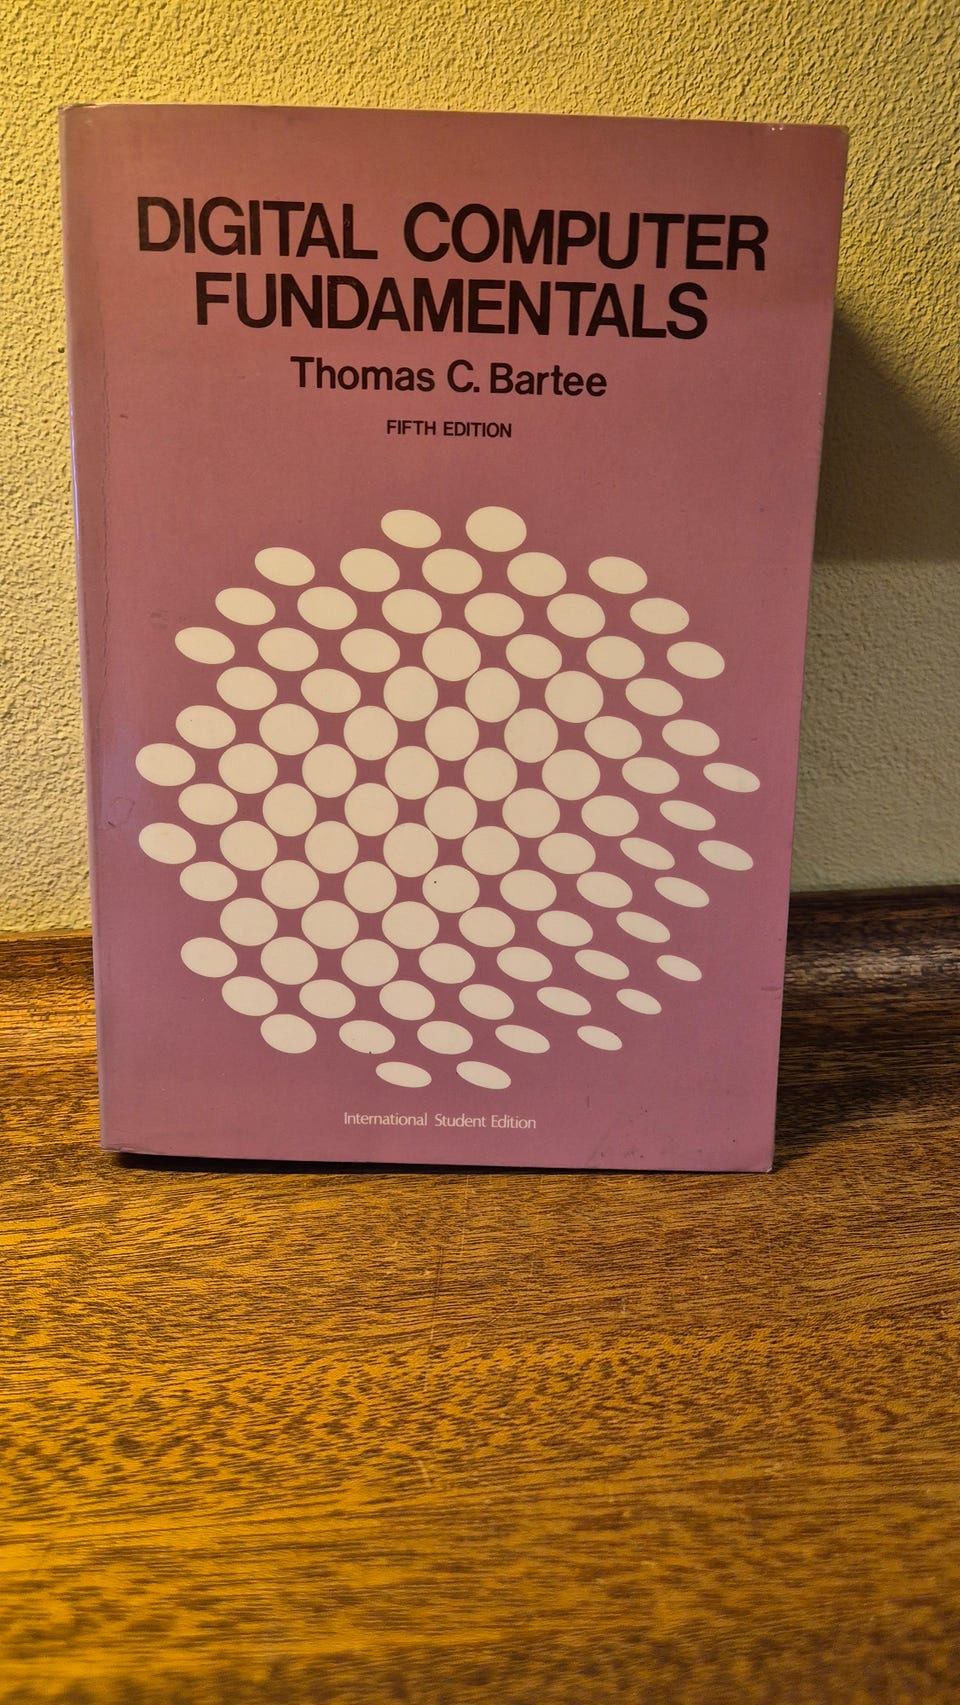 DIGITAL COMPUTER
FUNDAMENTALS
Thomas C. Bartee
FIFTH EDITION
International Student Edition